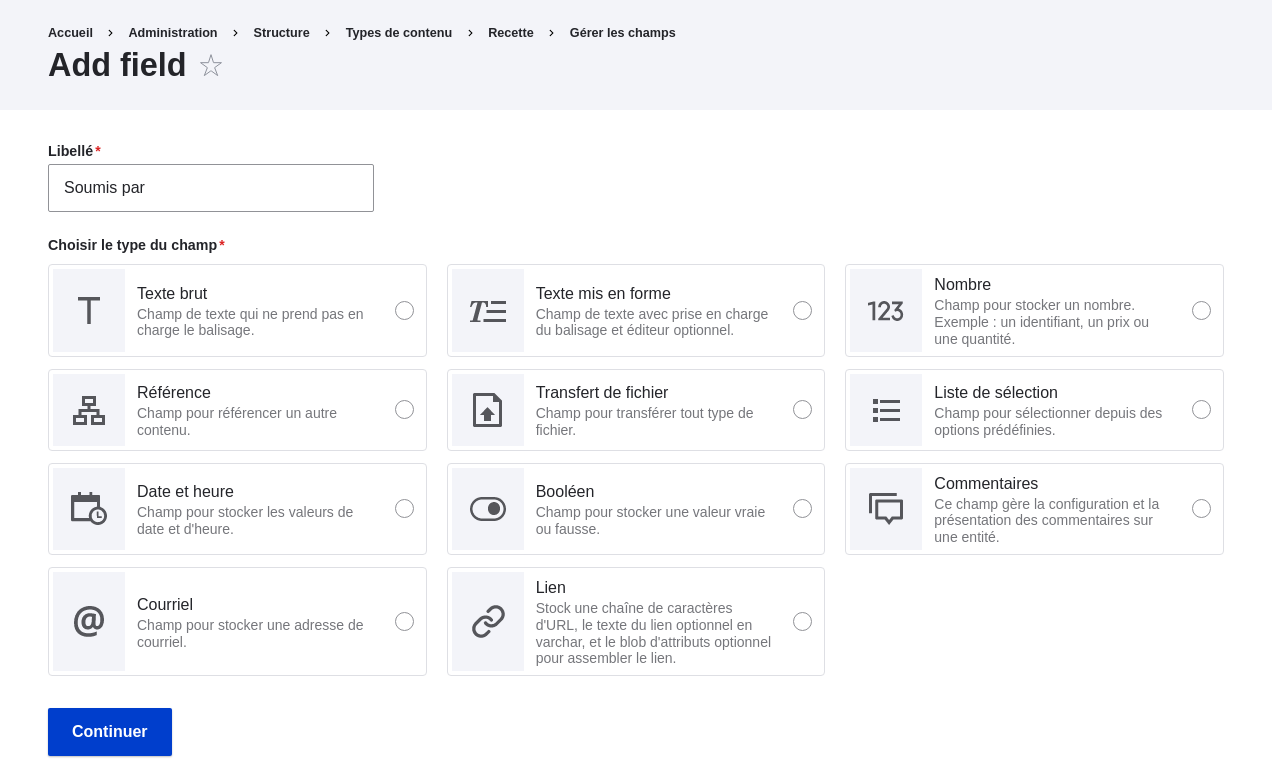 Accueil > Administration > Structure > Types de contenu > Recette > Gérer les champs
Add field
Libellé*
Soumis par
Choisir le type du champ*
T
Texte brut
Champ de texte qui ne prend pas en
charge le balisage.
T
Texte mis en forme
Champ de texte avec prise en charge
du balisage et éditeur optionnel.
123
Nombre
Champ pour stocker un nombre.
Exemple : un identifiant, un prix ou
une quantité.
Référence
Champ pour référencer un autre
contenu.
Transfert de fichier
Champ pour transférer tout type de
fichier.
Liste de sélection
Champ pour sélectionner depuis des
options prédéfinies.
Date et heure
Champ pour stocker les valeurs de
date et d'heure.
Booléen
Champ pour stocker une valeur vraie
ou fausse.
Commentaires
Ce champ gère la configuration et la
présentation des commentaires sur
une entité.
@
Courriel
Champ pour stocker une adresse de
courriel.
Lien
Stock une chaîne de caractères
d'URL, le texte du lien optionnel en
varchar, et le blob d'attributs optionnel
pour assembler le lien.
Continuer